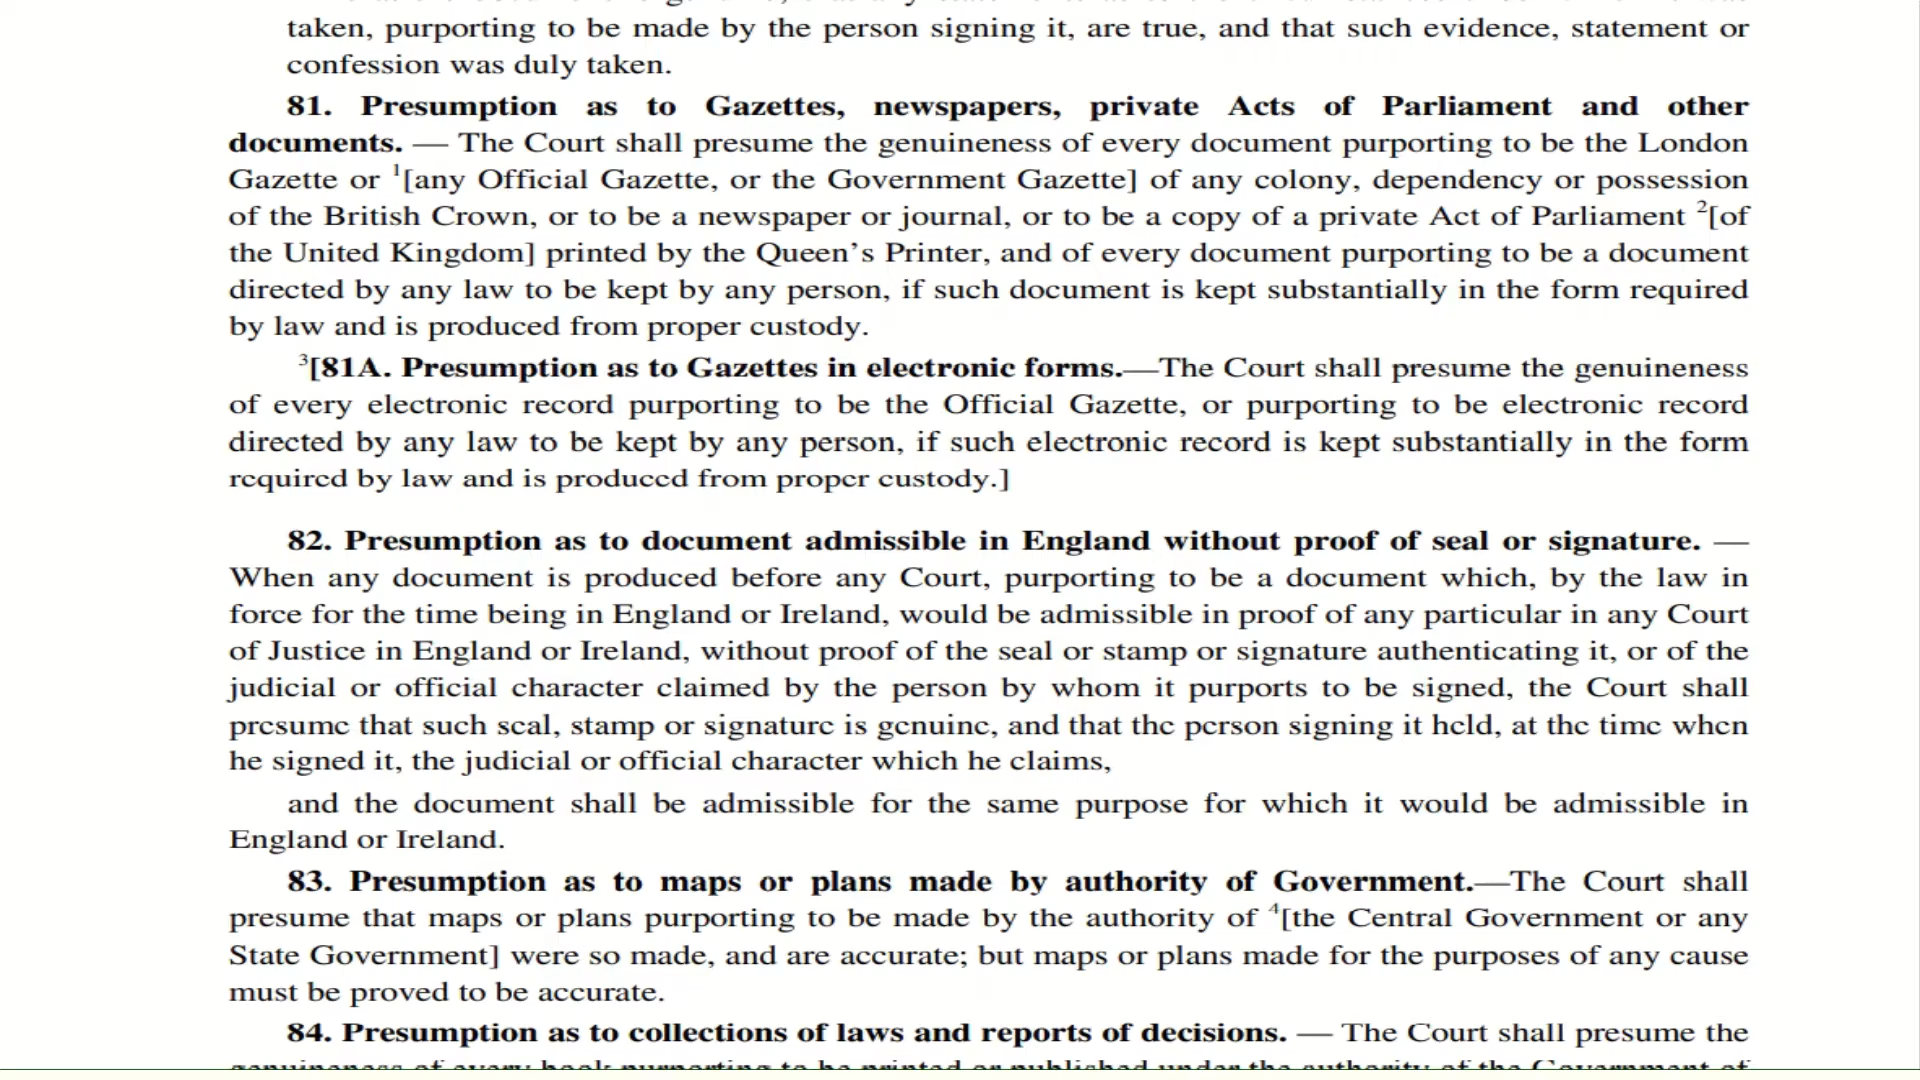 taken, purporting to be made by the person signing it, are true, and that such evidence, statement or
confession was duly taken.
81. Presumption as to Gazettes, newspapers, private Acts of Parliament and other
documents. — The Court shall presume the genuineness of every document purporting to be the London
Gazette or 1[any Official Gazette, or the Government Gazette] of any colony, dependency or possession
of the British Crown, or to be a newspaper or journal, or to be a copy of a private Act of Parliament 2[of
the United Kingdom] printed by the Queen’s Printer, and of every document purporting to be a document
directed by any law to be kept by any person, if such document is kept substantially in the form required
by law and is produced from proper custody.
3[81A. Presumption as to Gazettes in electronic forms.—The Court shall presume the genuineness
of every electronic record purporting to be the Official Gazette, or purporting to be electronic record
directed by any law to be kept by any person, if such electronic record is kept substantially in the form
required by law and is produced from proper custody.]
82. Presumption as to document admissible in England without proof of seal or signature. —
When any document is produced before any Court, purporting to be a document which, by the law in
force for the time being in England or Ireland, would be admissible in proof of any particular in any Court
of Justice in England or Ireland, without proof of the seal or stamp or signature authenticating it, or of the
judicial or official character claimed by the person by whom it purports to be signed, the Court shall
presume that such seal, stamp or signature is genuine, and that the person signing it held, at the time when
he signed it, the judicial or official character which he claims,
and the document shall be admissible for the same purpose for which it would be admissible in
England or Ireland.
83. Presumption as to maps or plans made by authority of Government.—The Court shall
presume that maps or plans purporting to be made by the authority of 4[the Central Government or any
State Government] were so made, and are accurate; but maps or plans made for the purposes of any cause
must be proved to be accurate.
84. Presumption as to collections of laws and reports of decisions. — The Court shall presume the
genuineness of every book purporting to be printed or published under the authority of the Government of